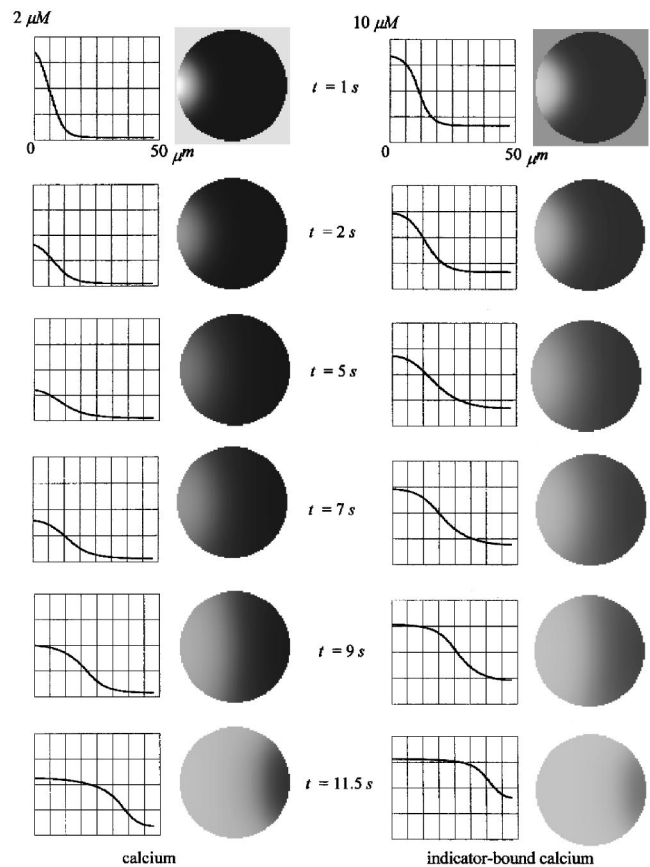 2 μM
10 μM
t = 1 s
0
50
μm
0
50
μm
t = 2 s
t = 5 s
t = 7 s
t = 9 s
t = 11.5 s
calcium
indicator-bound calcium